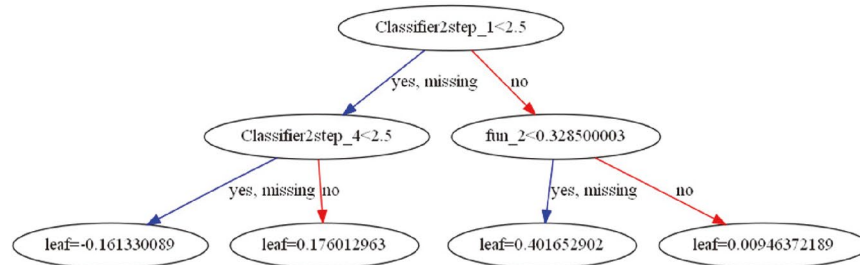 Classifier2step_1<2.5
yes, missing no
Classifier2step_4<2.5 fun_2<0.328500003
yes, missing no yes, missing no
leaf=-0.161330089 leaf=0.176012963 leaf=0.401652902 leaf=0.00946372189